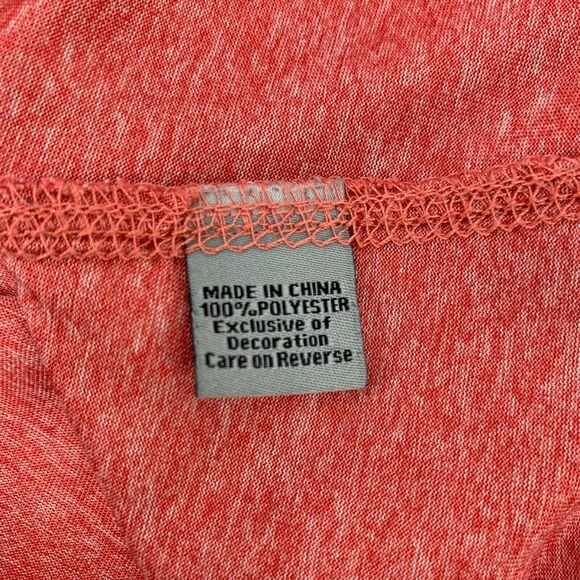 MADE IN CHINA
100%POLYESTER
Exclusive of
Decoration
Care on Reverse